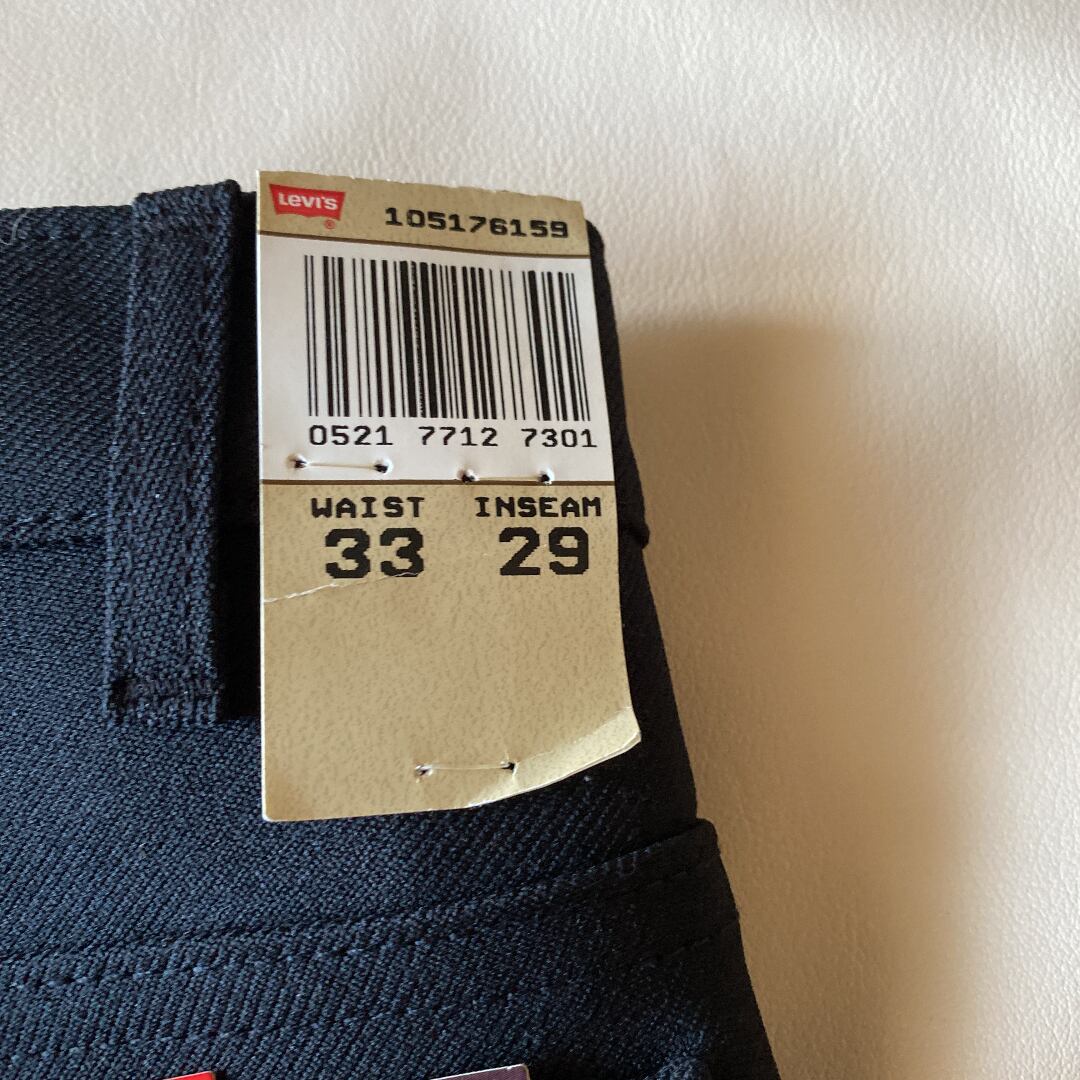 Levi's ®
105176159
0521 7712 7301
WAIST INSEAM
33 29